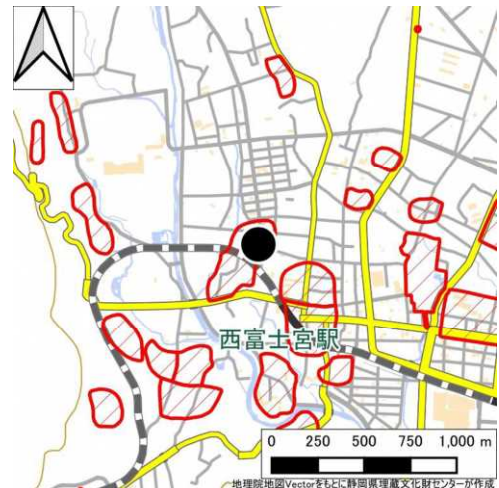 西富士宮駅
0 250 500 750 1,000 m
地理院地図Vectorをもとに静岡県埋蔵文化財センターが作成